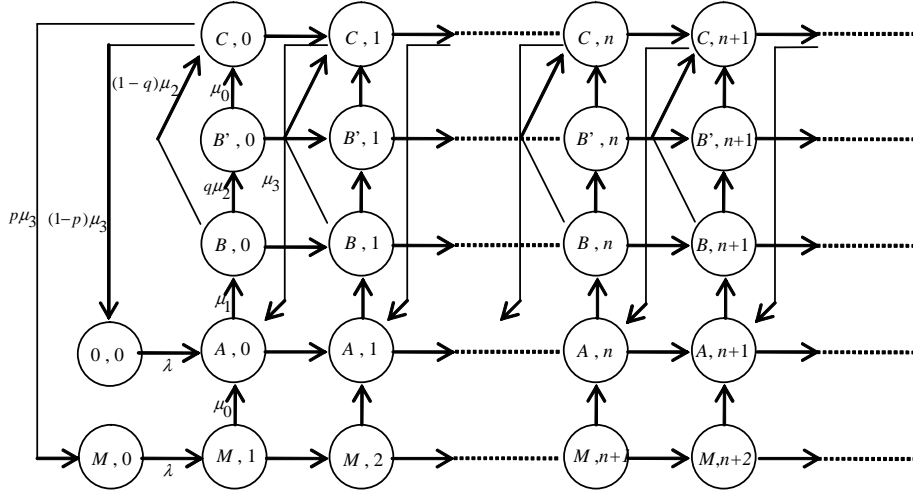 C, 0 C, 1 C, n C, n+1
(1- q)μ2 μ0
B', 0 B', 1 B', n B', n+1
qμ2 μ3
pμ3 (1-p)μ3
B, 0 B, 1 B, n B, n+1
μ1
0, 0 A, 0 A, 1 A, n A, n+1
λ
μ0
M, 0 M, 1 M, 2 M, n+1 M, n+2
λ